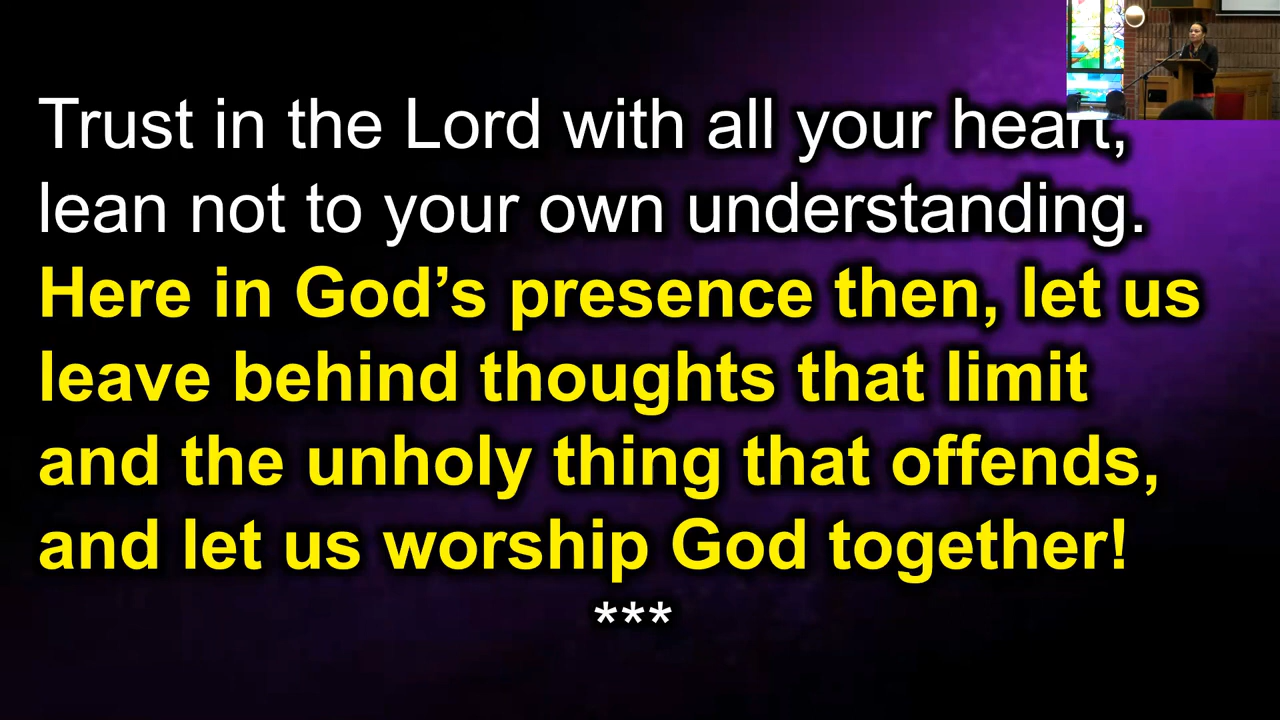 Trust in the Lord with all your heart,
lean not to your own understanding.
Here in God’s presence then, let us
leave behind thoughts that limit
and the unholy thing that offends,
and let us worship God together!
***